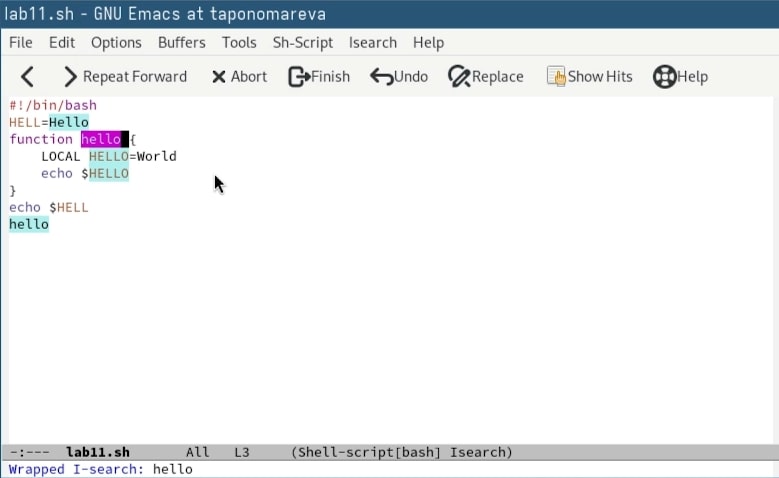 lab11.sh - GNU Emacs at taponomareva
File Edit Options Buffers Tools Sh-Script Isearch Help
Repeat Forward Abort Finish Undo Replace Show Hits Help
#!/bin/bash
HELL=Hello
function hello {
    LOCAL HELLO=World
    echo $HELLO
}
echo $HELL
hello
-:---  lab11.sh       All   L3     (Shell-script[bash] Isearch)
Wrapped I-search: hello